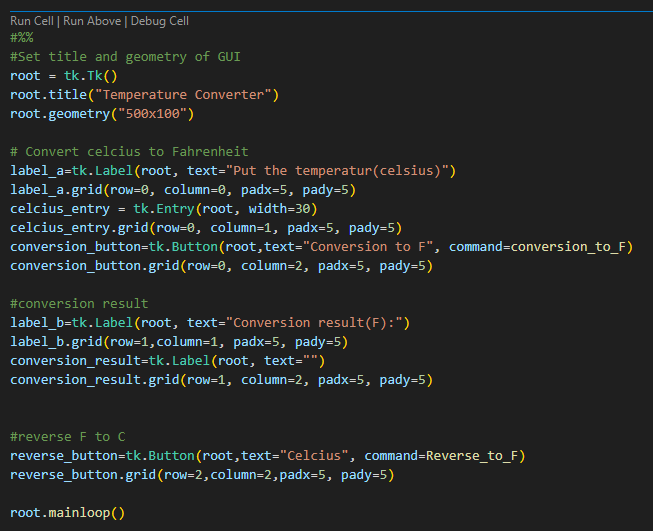 Run Cell | Run Above | Debug Cell
#%%
#Set title and geometry of GUI
root = tk.Tk()
root.title("Temperature Converter")
root.geometry("500x100")
# Convert celcius to Fahrenheit
label_a=tk.Label(root, text="Put the temperatur(celsius)")
label_a.grid(row=0, column=0, padx=5, pady=5)
celcius_entry = tk.Entry(root, width=30)
celcius_entry.grid(row=0, column=1, padx=5, pady=5)
conversion_button=tk.Button(root,text="Conversion to F", command=conversion_to_F)
conversion_button.grid(row=0, column=2, padx=5, pady=5)
#conversion result
label_b=tk.Label(root, text="Conversion result(F):")
label_b.grid(row=1,column=1, padx=5, pady=5)
conversion_result=tk.Label(root, text="")
conversion_result.grid(row=1, column=2, padx=5, pady=5)
#reverse F to C
reverse_button=tk.Button(root,text="Celcius", command=Reverse_to_F)
reverse_button.grid(row=2,column=2,padx=5, pady=5)
root.mainloop()